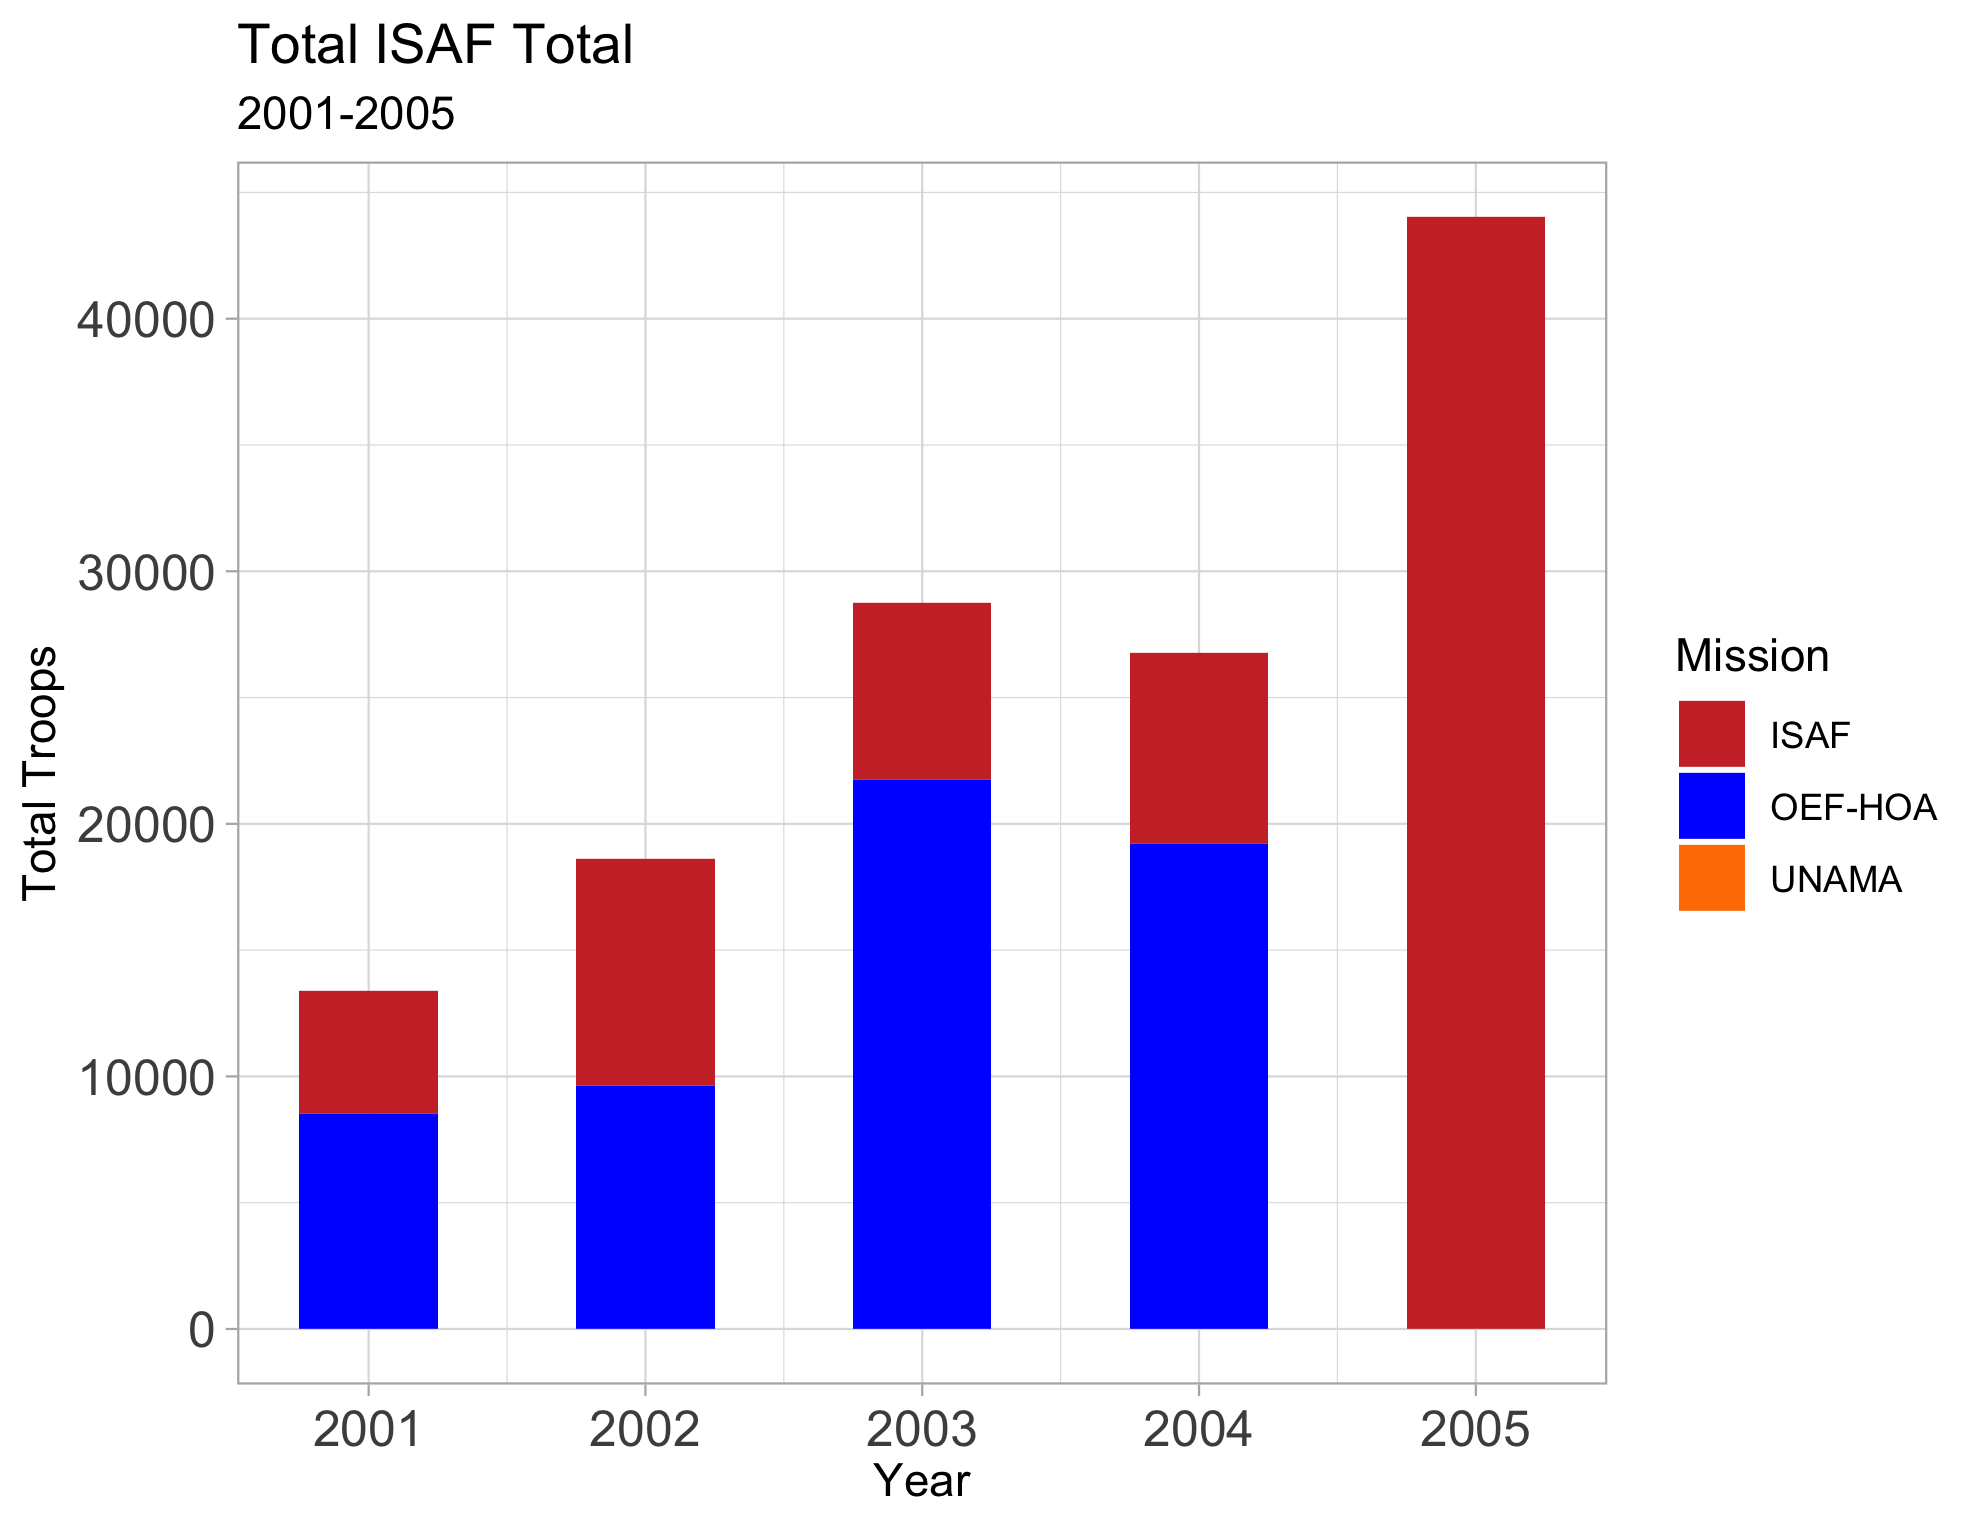 Total ISAF Total
2001-2005
40000
30000
20000
10000
0
Total Troops
2001 2002 2003 2004 2005
Year
Mission
ISAF
OEF-HOA
UNAMA